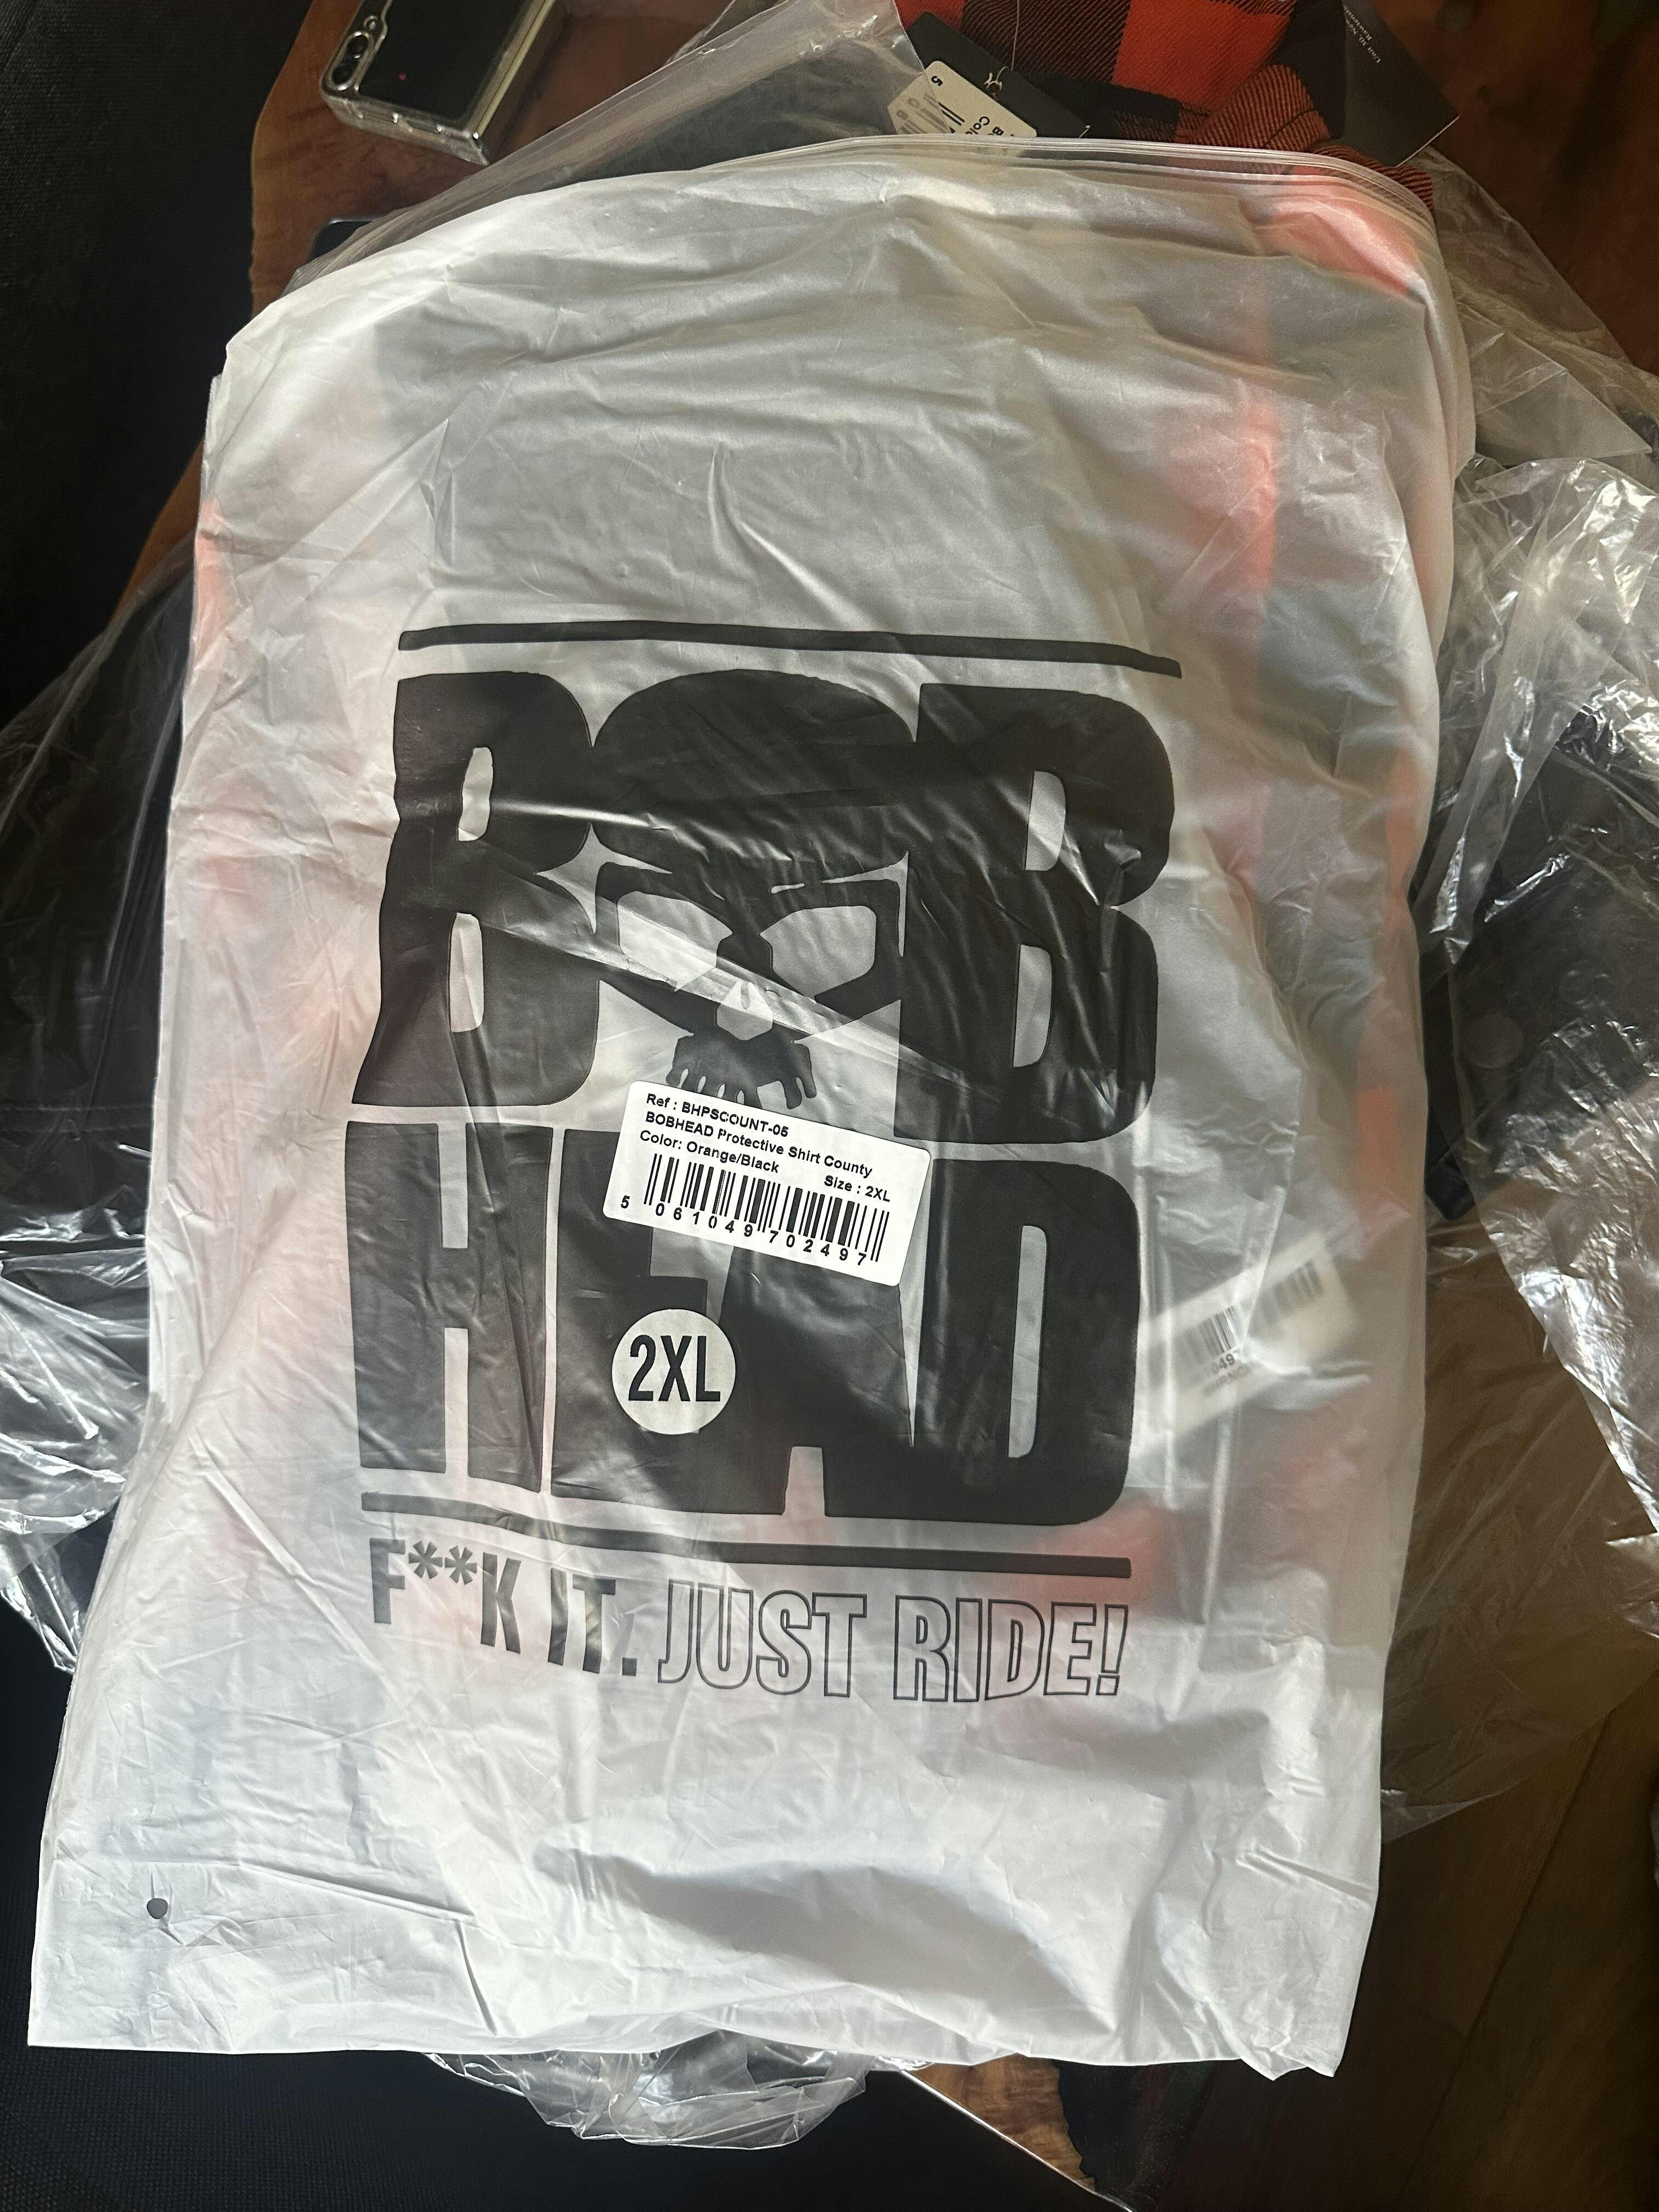 5
BOB
HEAD
Ref : BHPSCOUNT-05
BOBHEAD Protective Shirt County
Color: Orange/Black
Size : 2XL
5 061049 702497
2XL
F**K IT. JUST RIDE!